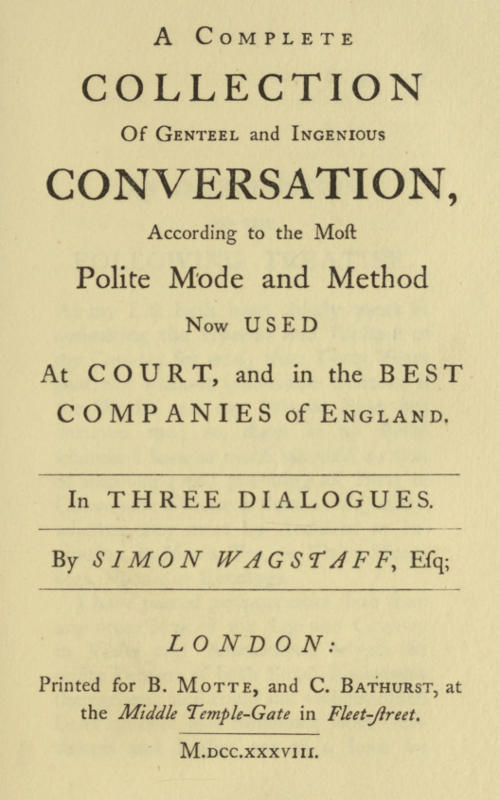 A COMPLETE
COLLECTION
Of GENTEEL and INGENIOUS
CONVERSATION,
According to the Moſt
Polite Mode and Method
Now USED
At COURT, and in the BEST
COMPANIES of ENGLAND.
In THREE DIALOGUES.
By SIMON WAGSTAFF, Eſq;
LONDON:
Printed for B. MOTTE, and C. BATHURST, at
the Middle Temple-Gate in Fleet-ſtreet.
M.DCC.XXXVIII.